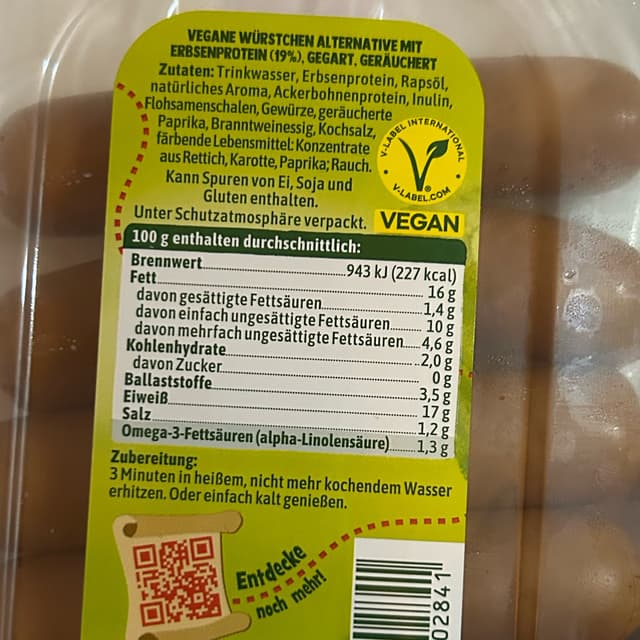 VEGANE WÜRSTCHEN ALTERNATIVE MIT
ERBSENPROTEIN (19%), GEGART, GERÄUCHERT
Zutaten: Trinkwasser, Erbsenprotein, Rapsöl,
natürliches Aroma, Ackerbohnenprotein, Inulin,
Flohsamenschalen, Gewürze, geräucherte
Paprika, Branntweinessig, Kochsalz,
färbende Lebensmittel: Konzentrate
aus Rettich, Karotte, Paprika; Rauch.
Kann Spuren von Ei, Soja und
Gluten enthalten.
Unter Schutzatmosphäre verpackt.
V-LABEL INTERNATIONAL
V-LABEL.COM
VEGAN
100 g enthalten durchschnittlich:
Brennwert 943 kJ (227 kcal)
Fett 16 g
davon gesättigte Fettsäuren 1,4 g
davon einfach ungesättigte Fettsäuren 10 g
davon mehrfach ungesättigte Fettsäuren 4,6 g
Kohlenhydrate 2,0 g
davon Zucker 0 g
Ballaststoffe 3,5 g
Eiweiß 17 g
Salz 1,2 g
Omega-3-Fettsäuren (alpha-Linolensäure) 1,3 g
Zubereitung:
3 Minuten in heißem, nicht mehr kochendem Wasser
erhitzen. Oder einfach kalt genießen.
Entdecke
noch mehr!
02841